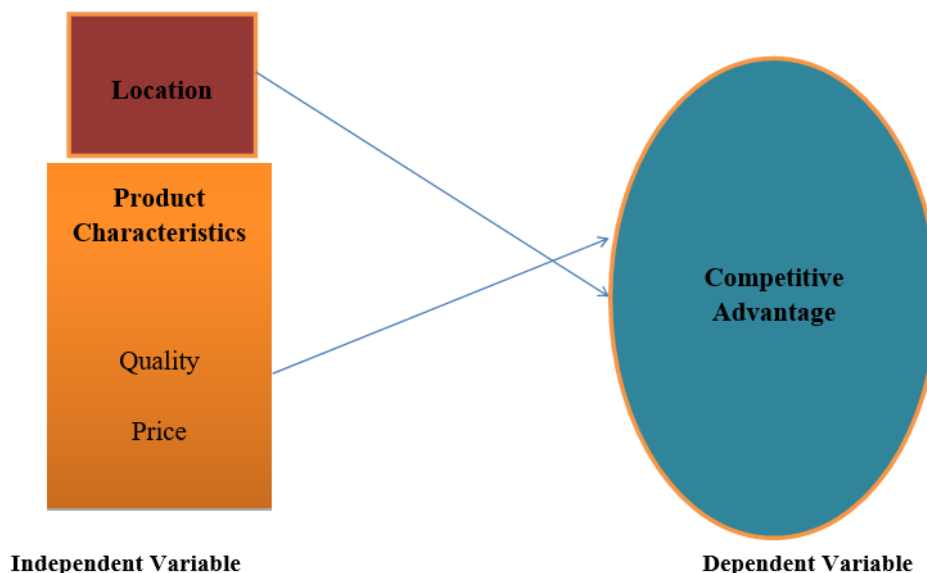 Location
Product
Characteristics
Quality
Price
Competitive
Advantage
Independent Variable
Dependent Variable